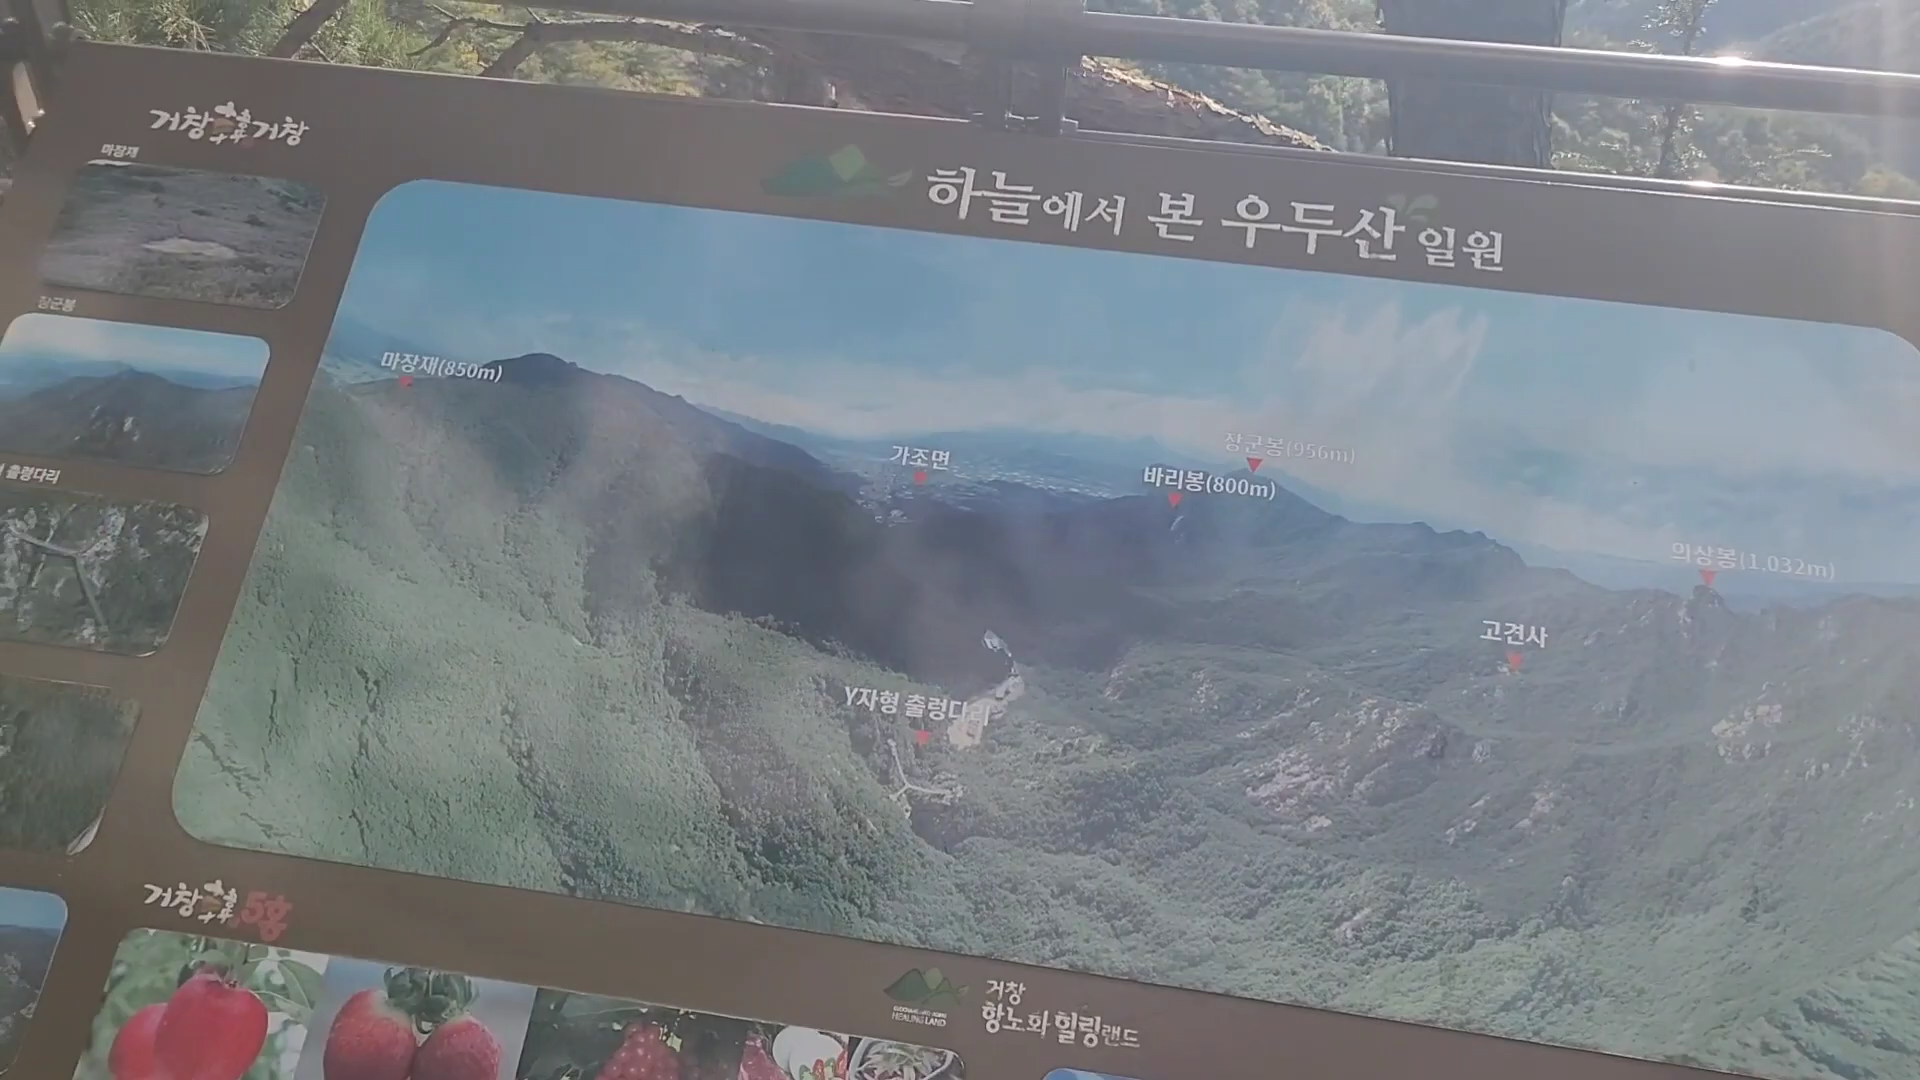 거창 거창
마장재
하늘에서 본 우두산 일원
장군봉
마장재(850m)
가조면
장군봉(956m)
바리봉(800m)
출렁다리
의상봉(1,032m)
고견사
Y자형 출렁다리
거창 5홍
거창
항노화 힐링랜드
HEALING LAND